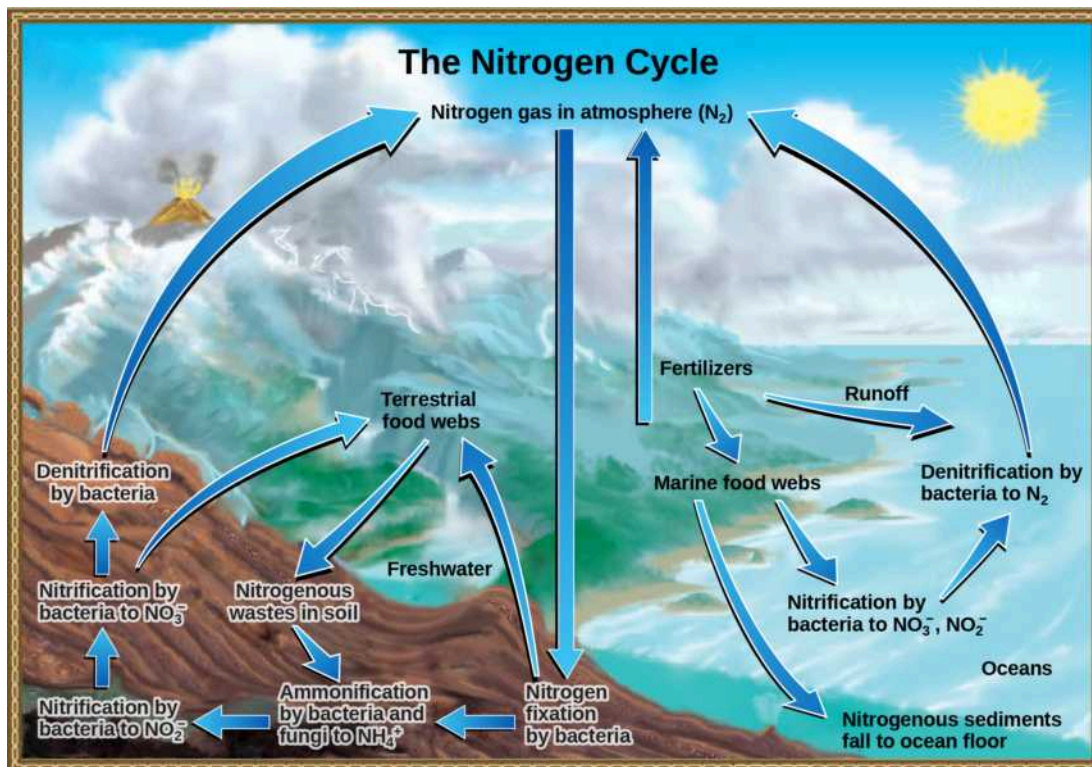 The Nitrogen Cycle
Nitrogen gas in atmosphere (N₂)
Fertilizers
Runoff
Terrestrial
food webs
Denitrification
by bacteria
Marine food webs
Denitrification by
bacteria to N₂
Freshwater
Nitrification by
bacteria to NO₃⁻
Nitrogenous
wastes in soil
Nitrification by
bacteria to NO₃⁻, NO₂⁻
Oceans
Nitrification by
bacteria to NO₂⁻
Ammonification
by bacteria and
fungi to NH₄⁺
Nitrogen
fixation
by bacteria
Nitrogenous sediments
fall to ocean floor